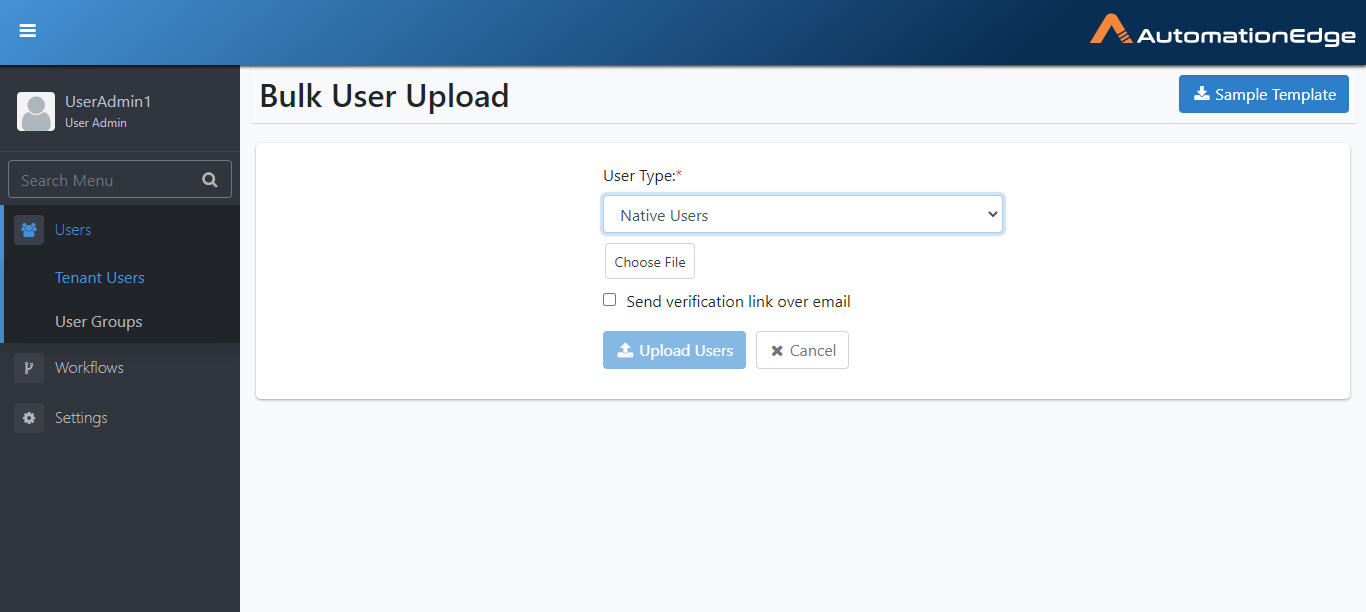 AutomationEdge
UserAdmin1
User Admin
Search Menu
Users
Tenant Users
User Groups
Workflows
Settings
Bulk User Upload
Sample Template
User Type:*
Native Users
Choose File
Send verification link over email
Upload Users
Cancel